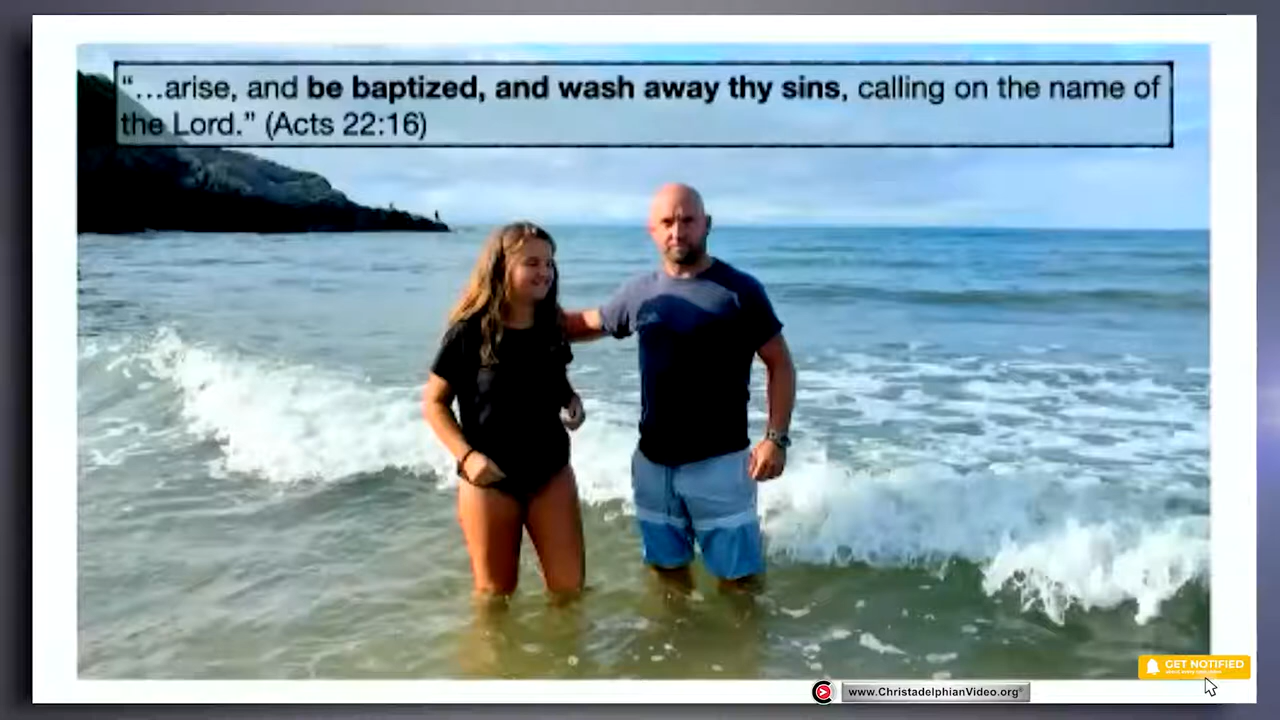 “…arise, and be baptized, and wash away thy sins, calling on the name of
the Lord.” (Acts 22:16)
GET NOTIFIED
www.ChristadelphianVideo.org